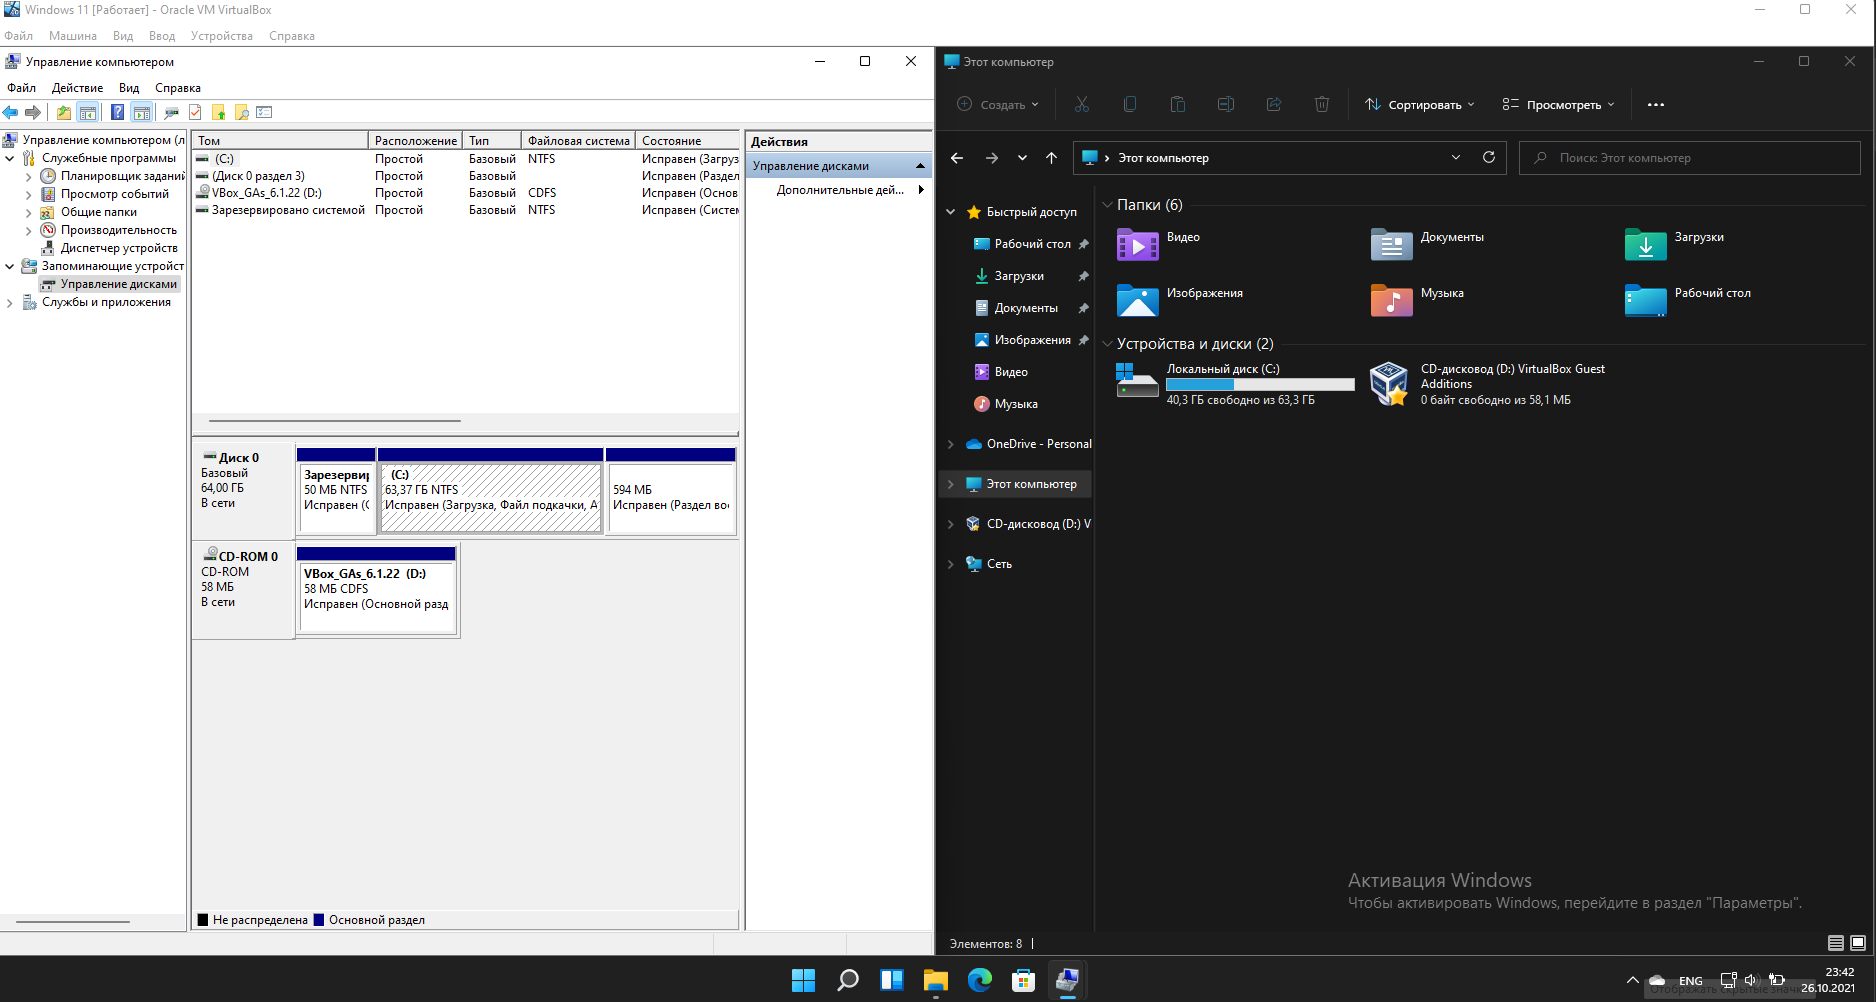 Windows 11 [Работает] - Oracle VM VirtualBox
Файл Машина Вид Ввод Устройства Справка
Управление компьютером
Файл Действие Вид Справка
Управление компьютером (л
Служебные программы
Планировщик заданий
Просмотр событий
Общие папки
Производительность
Диспетчер устройств
Запоминающие устройст
Управление дисками
Службы и приложения
Том Расположение Тип Файловая система Состояние
(C:) Простой Базовый NTFS Исправен (Загруз
(Диск 0 раздел 3) Простой Базовый Исправен (Раздел
VBox_GAs_6.1.22 (D:) Простой Базовый CDFS Исправен (Основ
Зарезервировано системой Простой Базовый NTFS Исправен (Систем
Диск 0
Базовый
64,00 ГБ
В сети
Зарезервир
50 МБ NTFS
Исправен (С
(C:)
63,37 ГБ NTFS
Исправен (Загрузка, Файл подкачки, А
594 МБ
Исправен (Раздел вос
CD-ROM 0
CD-ROM
58 МБ
В сети
VBox_GAs_6.1.22 (D:)
58 МБ CDFS
Исправен (Основной разд
Не распределена Основной раздел
Действия
Управление дисками
Дополнительные дей...
Этот компьютер
Создать Сортировать Просмотреть
Этот компьютер
Поиск: Этот компьютер
Быстрый доступ
Рабочий стол
Загрузки
Документы
Изображения
Видео
Музыка
OneDrive - Personal
Этот компьютер
CD-дисковод (D:) V
Сеть
Папки (6)
Видео Документы Загрузки
Изображения Музыка Рабочий стол
Устройства и диски (2)
Локальный диск (C:)
40,3 ГБ свободно из 63,3 ГБ
CD-дисковод (D:) VirtualBox Guest
Additions
0 байт свободно из 58,1 МБ
Активация Windows
Чтобы активировать Windows, перейдите в раздел "Параметры".
Элементов: 8
ENG
23:42
26.10.2021
Отображать скрытые значки